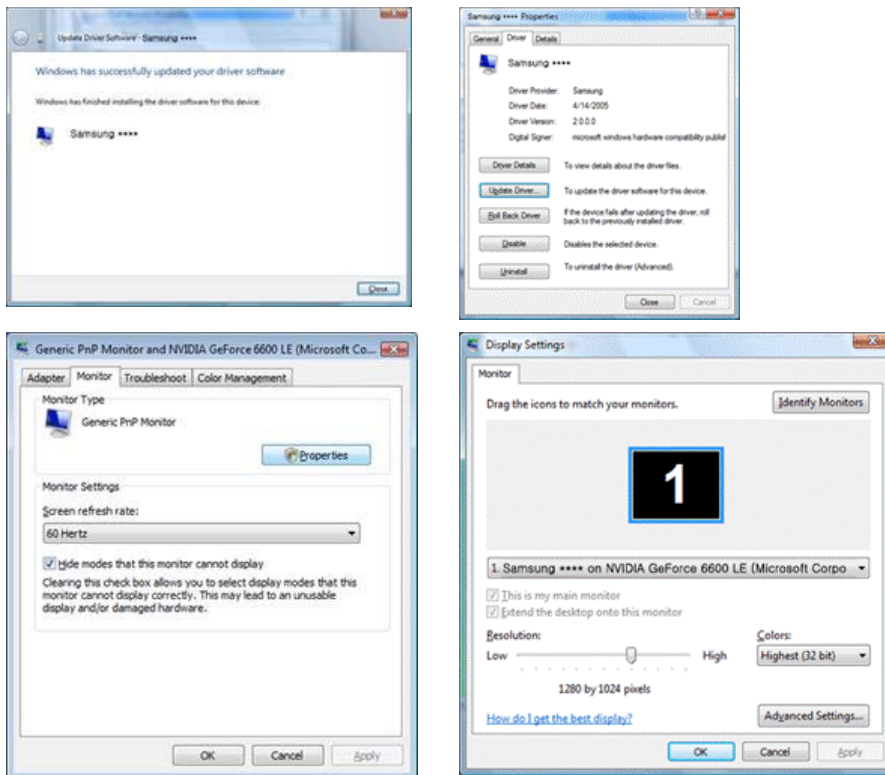 Update Driver Software - Samsung ****
Windows has successfully updated your driver software
Windows has finished installing the driver software for this device:
Samsung ****
Close
Samsung **** Properties
General Driver Details
Samsung ****
Driver Provider: Samsung
Driver Date: 4/14/2005
Driver Version: 2.0.0.0
Digital Signer: microsoft windows hardware compatibility publis
Driver Details To view details about the driver files.
Update Driver... To update the driver software for this device.
Roll Back Driver If the device fails after updating the driver, roll
back to the previously installed driver.
Disable Disables the selected device.
Uninstall To uninstall the driver (Advanced).
Close Cancel
Generic PnP Monitor and NVIDIA GeForce 6600 LE (Microsoft Co...
Adapter Monitor Troubleshoot Color Management
Monitor Type
Generic PnP Monitor
Properties
Monitor Settings
Screen refresh rate:
60 Hertz
Hide modes that this monitor cannot display
Clearing this check box allows you to select display modes that this
monitor cannot display correctly. This may lead to an unusable
display and/or damaged hardware.
OK Cancel Apply
Display Settings
Monitor
Drag the icons to match your monitors.
Identify Monitors
1
1. Samsung **** on NVIDIA GeForce 6600 LE (Microsoft Corpo
This is my main monitor
Extend the desktop onto this monitor
Resolution: Colors:
Low High Highest (32 bit)
1280 by 1024 pixels
How do I get the best display? Advanced Settings...
OK Cancel Apply